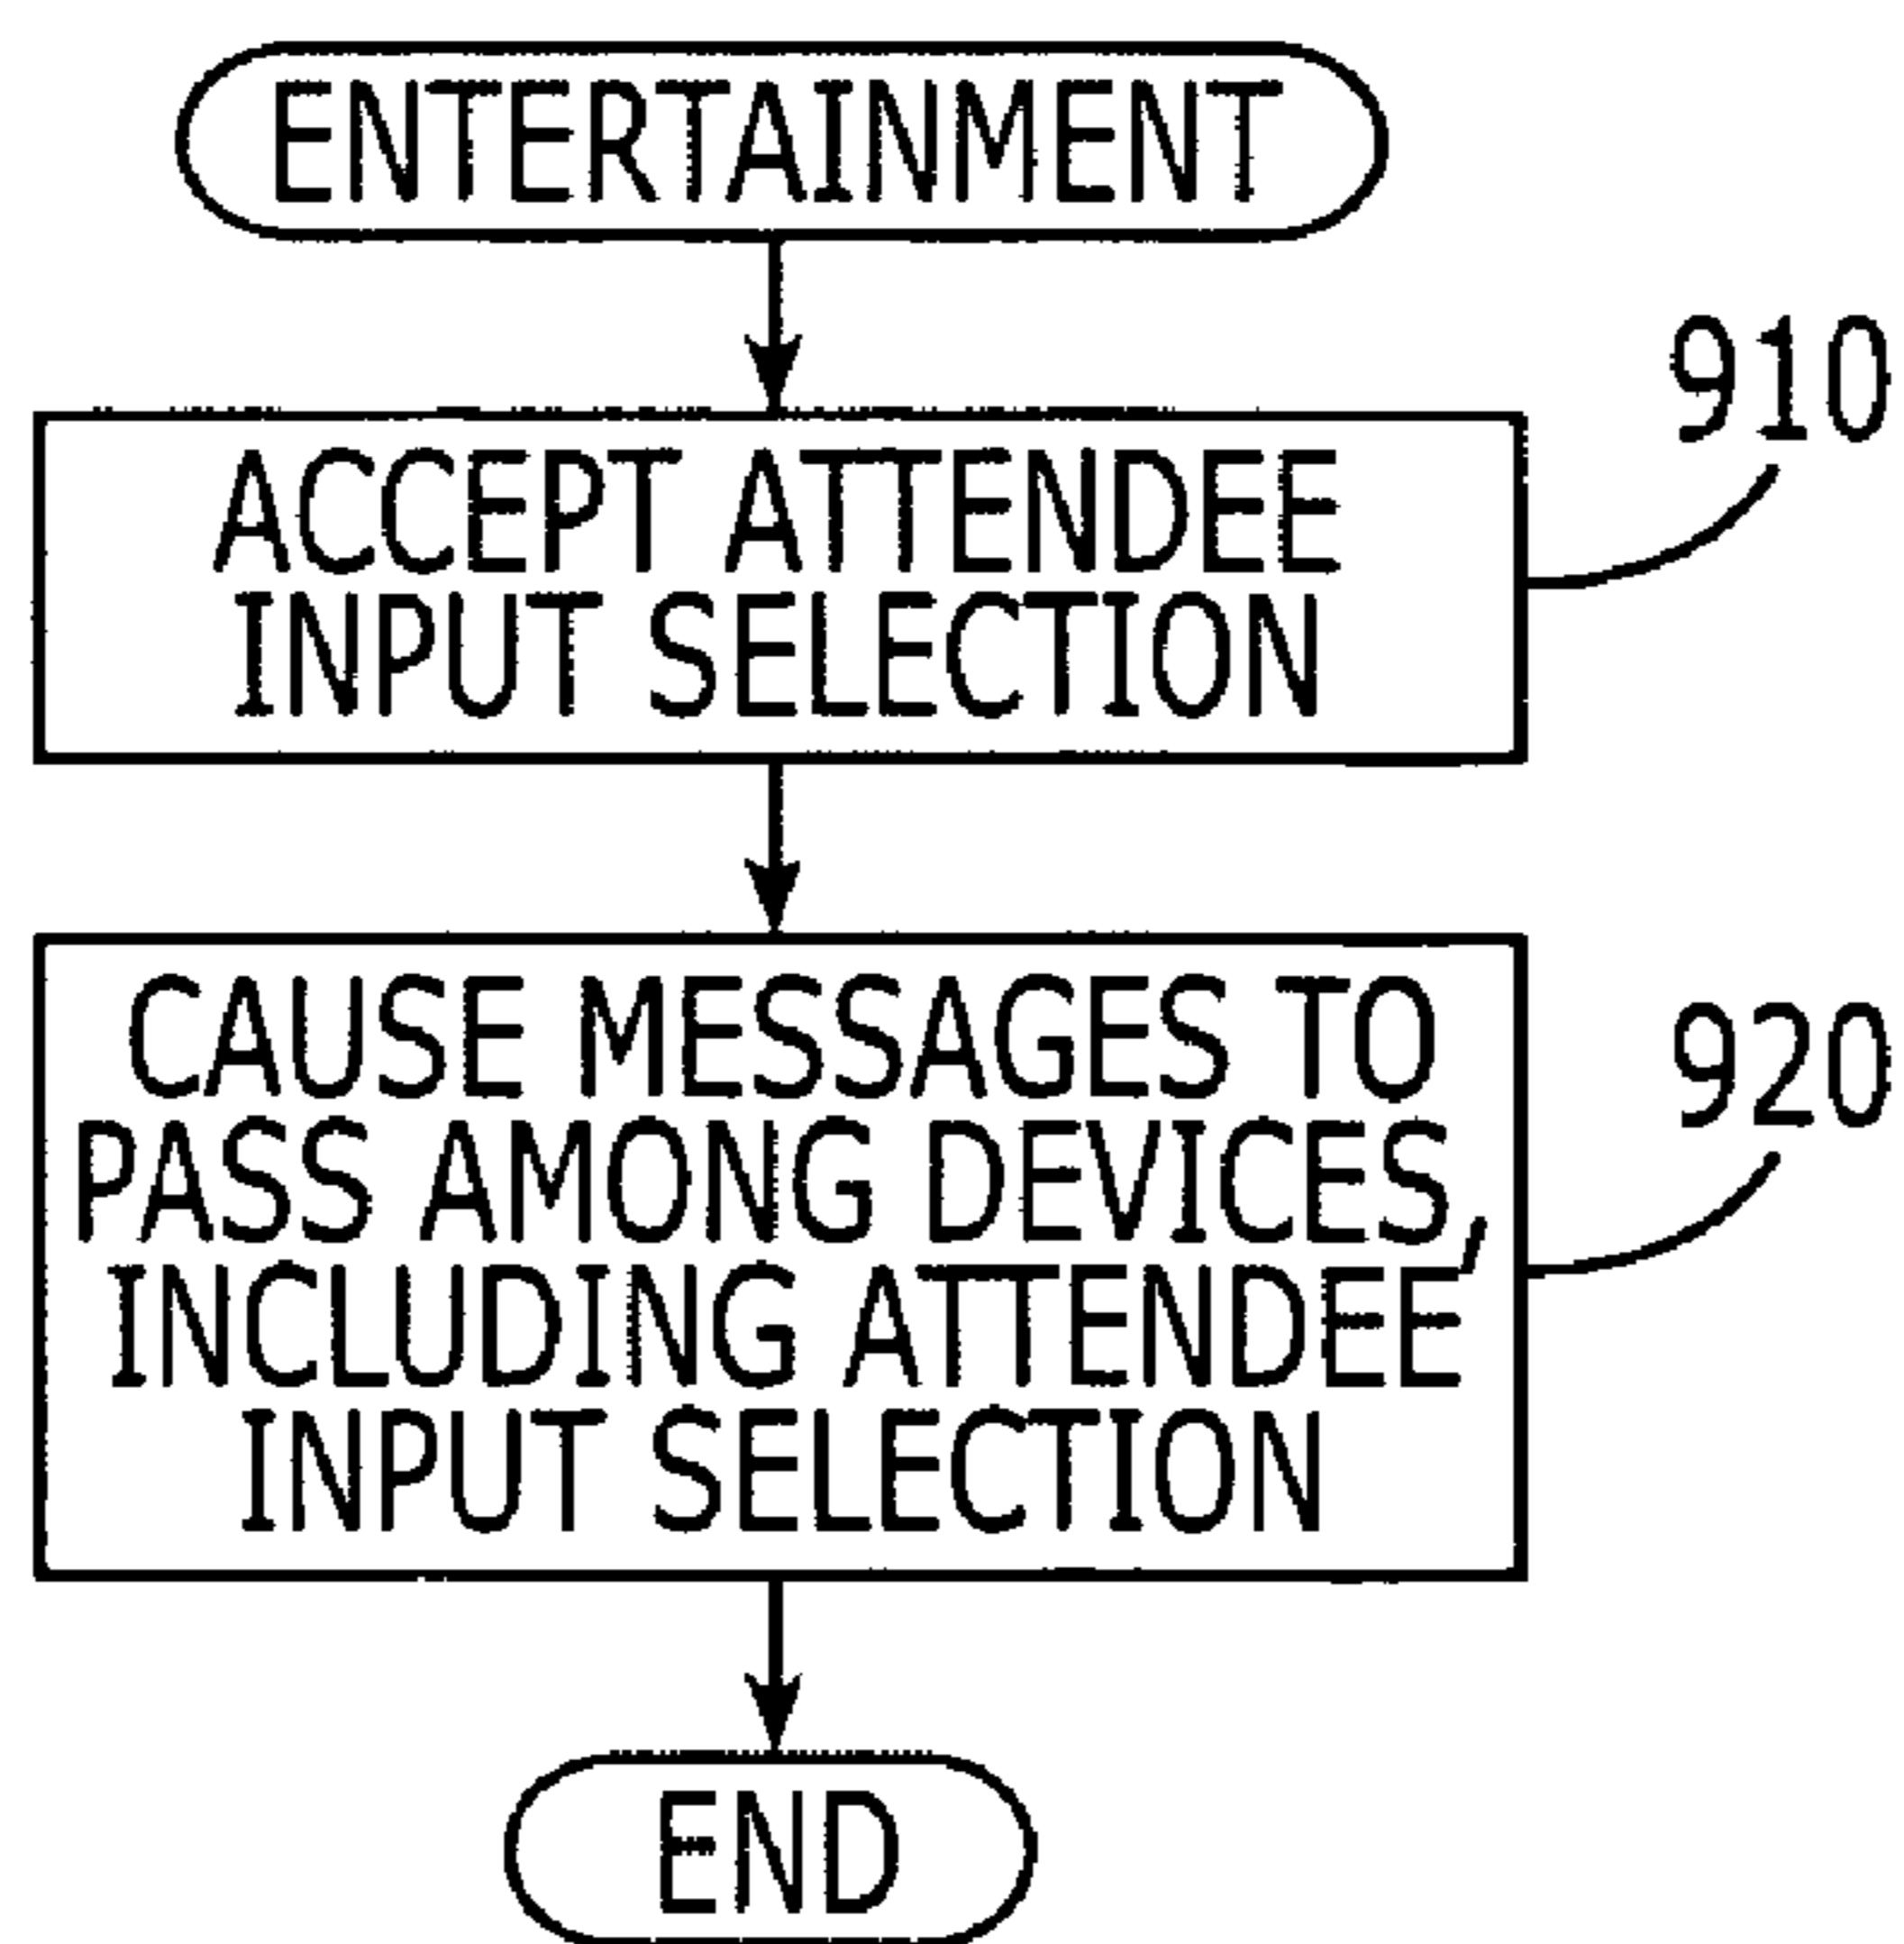 ENTERTAINMENT
910
ACCEPT ATTENDEE
INPUT SELECTION
CAUSE MESSAGES TO
920
PASS AMONG DEVICES,
INCLUDING ATTENDEE
INPUT SELECTION
END